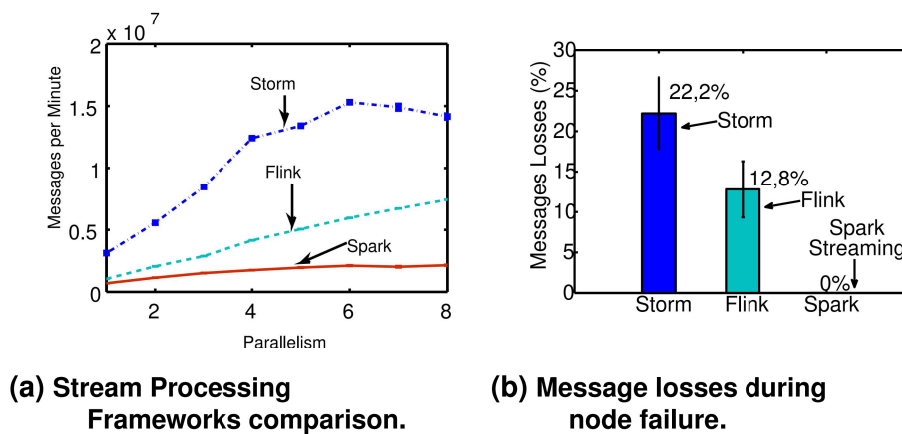 x 10 7
2
1.5
1
0.5
0
Messages per Minute
Storm
Flink
Spark
2 4 6 8
Parallelism
(a) Stream Processing
Frameworks comparison.
30
25
20
15
10
5
0
Messages Losses (%)
22,2%
Storm
12,8%
Flink
Spark
Streaming
0%
Storm Flink Spark
(b) Message losses during
node failure.